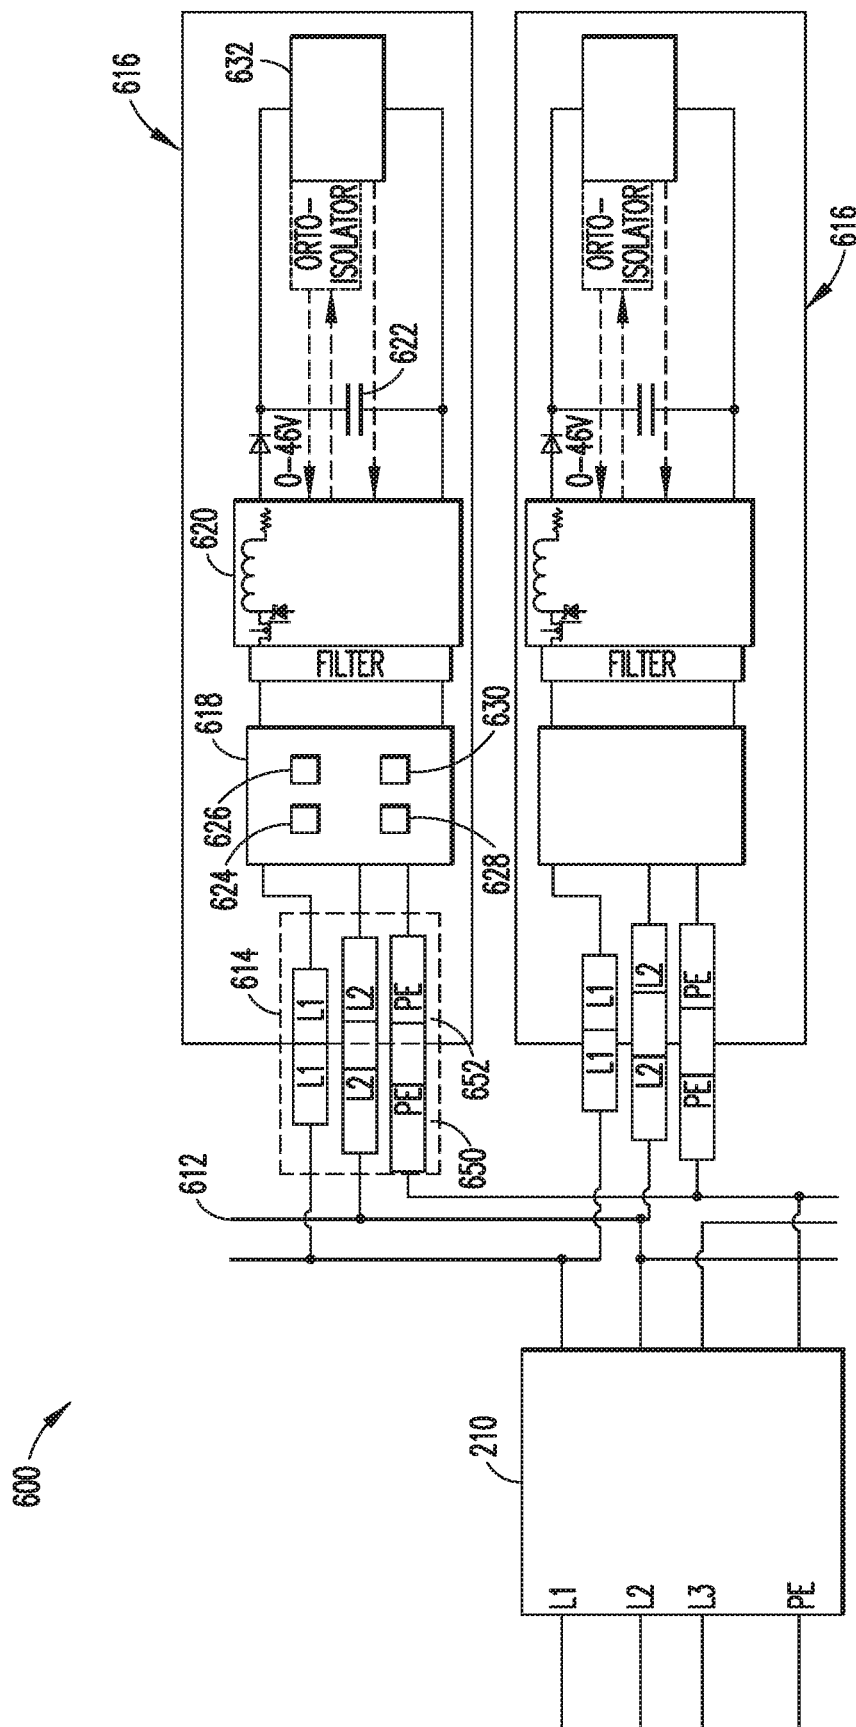 600
616
632
ORTO-
ISOLATOR
622
0-46V
620
FILTER
618
626
630
624
628
614
L1 L1
L2 L2
PE PE
652
650
612
616
ORTO-
ISOLATOR
0-46V
FILTER
L1 L1
L2 L2
PE PE
210
L1
L2
L3
PE